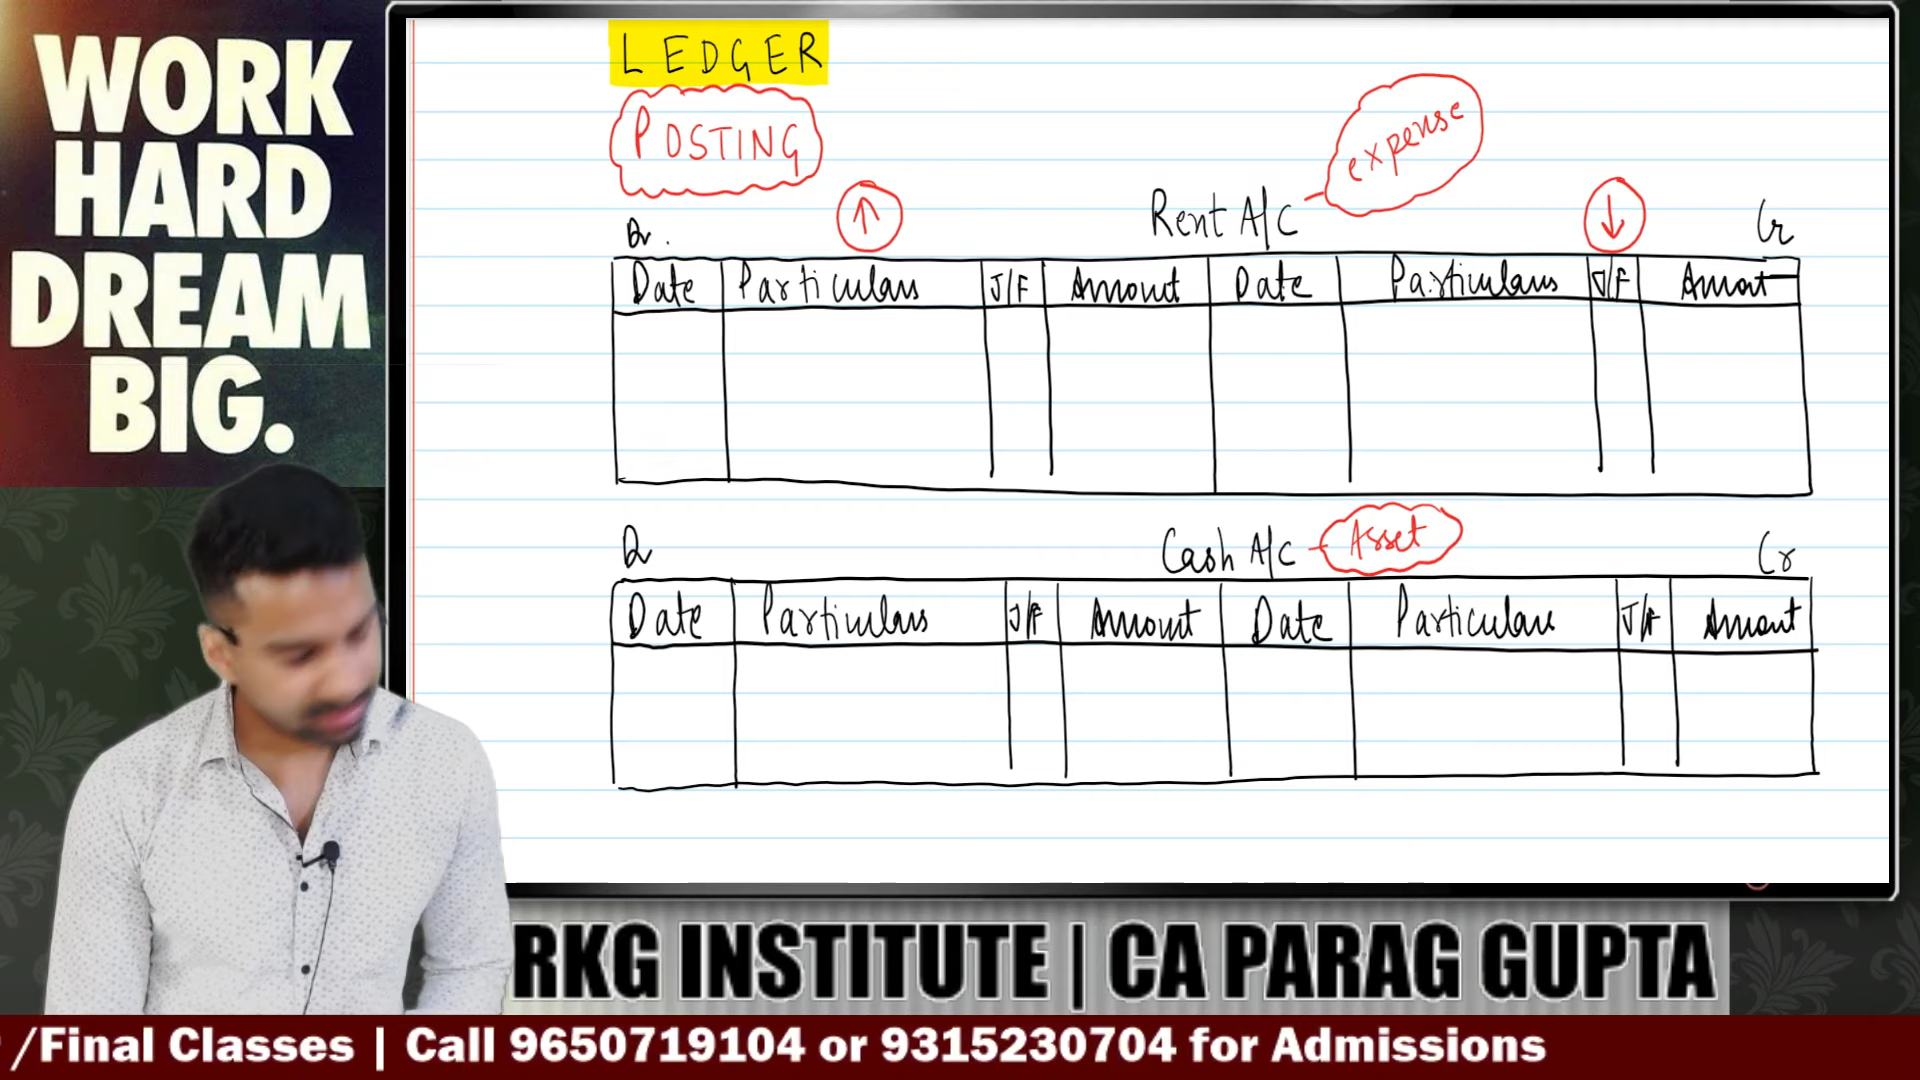 WORK
HARD
DREAM
BIG.
LEDGER
POSTING
expense
↑
Rent A/C
↓
Dr.
Cr
Date Particulars J/F Amount Date Particulars J/F Amount
Dr
Cash A/C - Asset
Cr
Date Particulars J/F Amount Date Particulars J/F Amount
RKG INSTITUTE | CA PARAG GUPTA
/Final Classes | Call 9650719104 or 9315230704 for Admissions